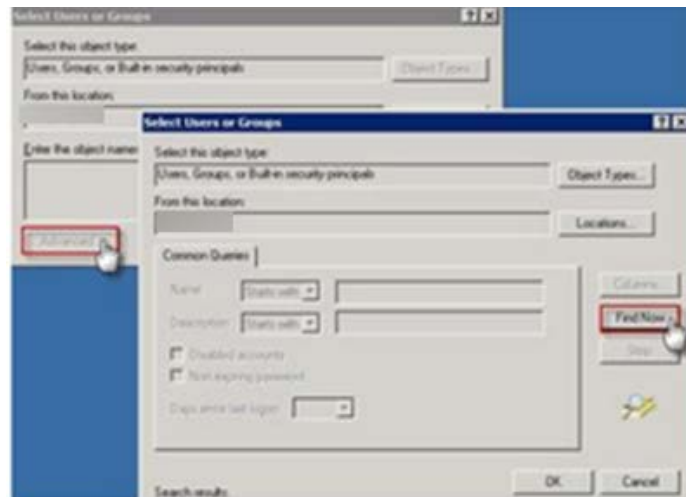 Select Users or Groups
Select this object type:
Users, Groups, or Built-in security principals
Object Types...
From this location:
Enter the object names
Advanced
Select Users or Groups
Select this object type:
Users, Groups, or Built-in security principals
Object Types...
From this location:
Locations...
Common Queries
Name:
Starts with
Description:
Starts with
Disabled accounts
Non expiring password
Days since last logon:
Columns...
Find Now
Stop
OK
Cancel
Search results: